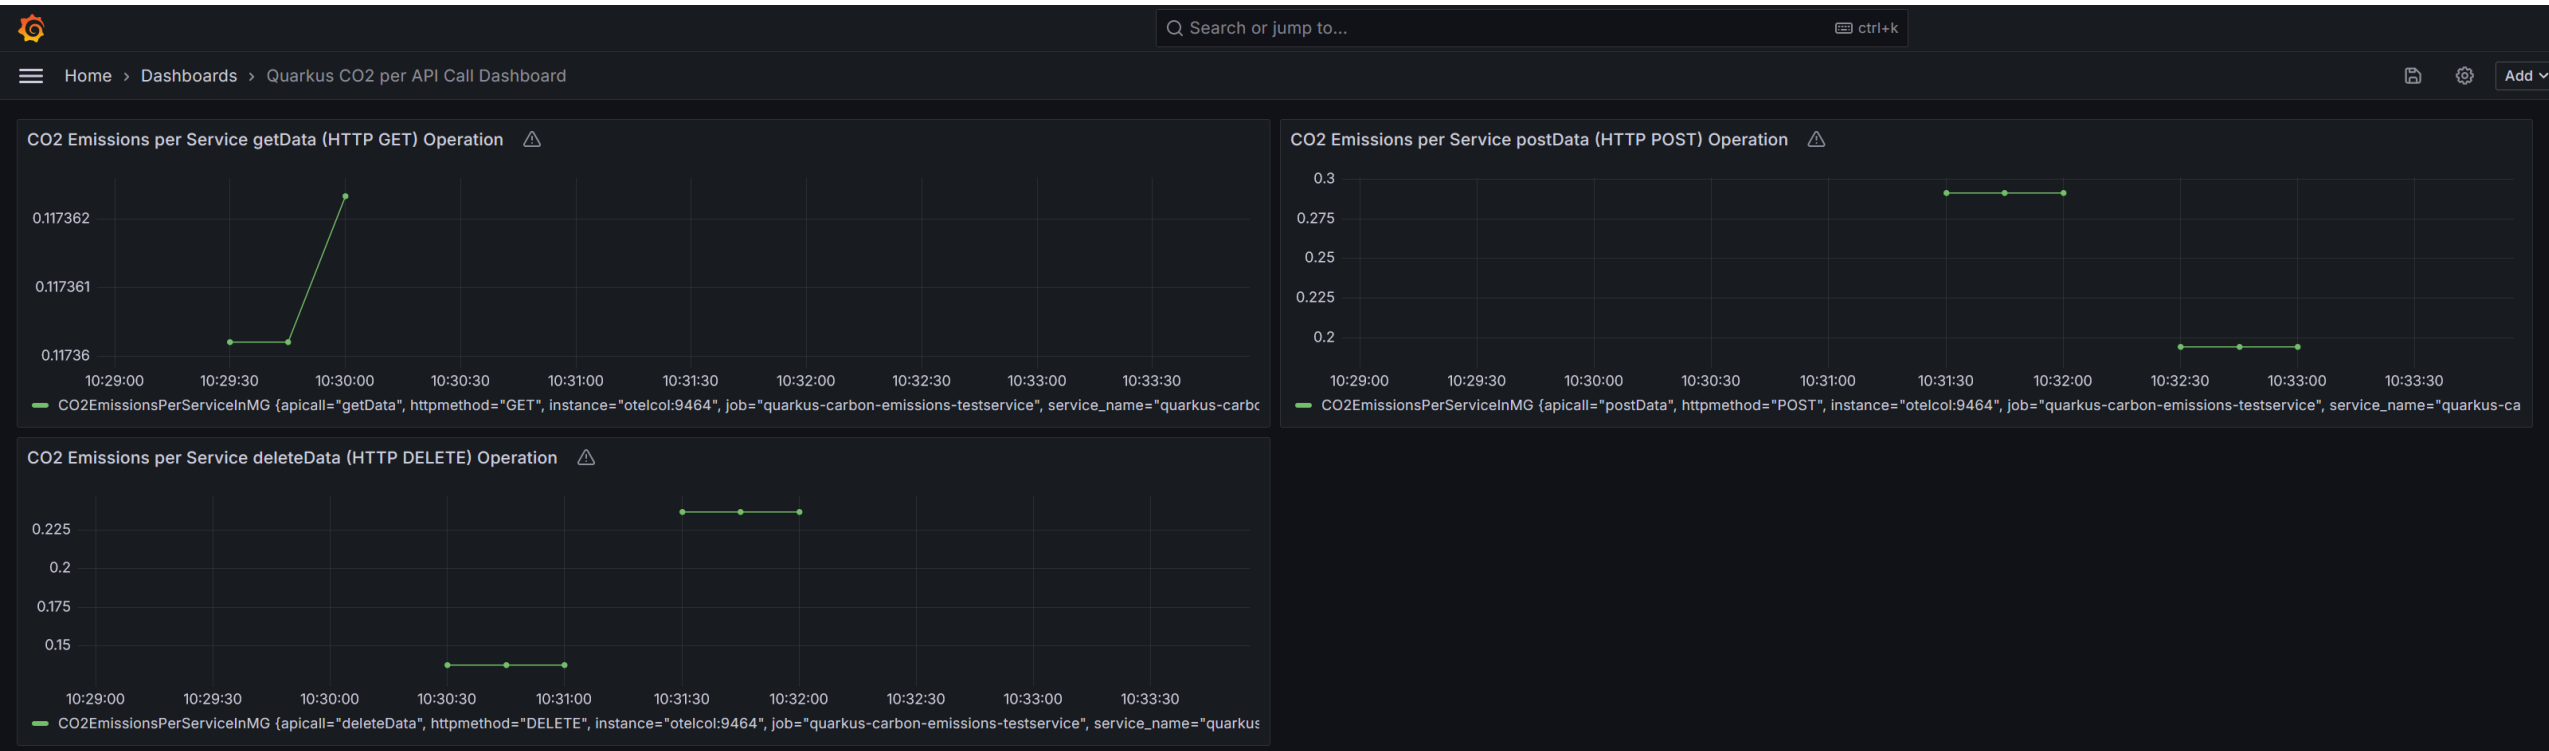 Search or jump to...
ctrl+k
Home › Dashboards › Quarkus CO2 per API Call Dashboard
Add
CO2 Emissions per Service getData (HTTP GET) Operation
0.117362
0.117361
0.11736
10:29:00 10:29:30 10:30:00 10:30:30 10:31:00 10:31:30 10:32:00 10:32:30 10:33:00 10:33:30
CO2EmissionsPerServiceInMG {apicall="getData", httpmethod="GET", instance="otelcol:9464", job="quarkus-carbon-emissions-testservice", service_name="quarkus-carbc
CO2 Emissions per Service postData (HTTP POST) Operation
0.3
0.275
0.25
0.225
0.2
10:29:00 10:29:30 10:30:00 10:30:30 10:31:00 10:31:30 10:32:00 10:32:30 10:33:00 10:33:30
CO2EmissionsPerServiceInMG {apicall="postData", httpmethod="POST", instance="otelcol:9464", job="quarkus-carbon-emissions-testservice", service_name="quarkus-ca
CO2 Emissions per Service deleteData (HTTP DELETE) Operation
0.225
0.2
0.175
0.15
10:29:00 10:29:30 10:30:00 10:30:30 10:31:00 10:31:30 10:32:00 10:32:30 10:33:00 10:33:30
CO2EmissionsPerServiceInMG {apicall="deleteData", httpmethod="DELETE", instance="otelcol:9464", job="quarkus-carbon-emissions-testservice", service_name="quarkus